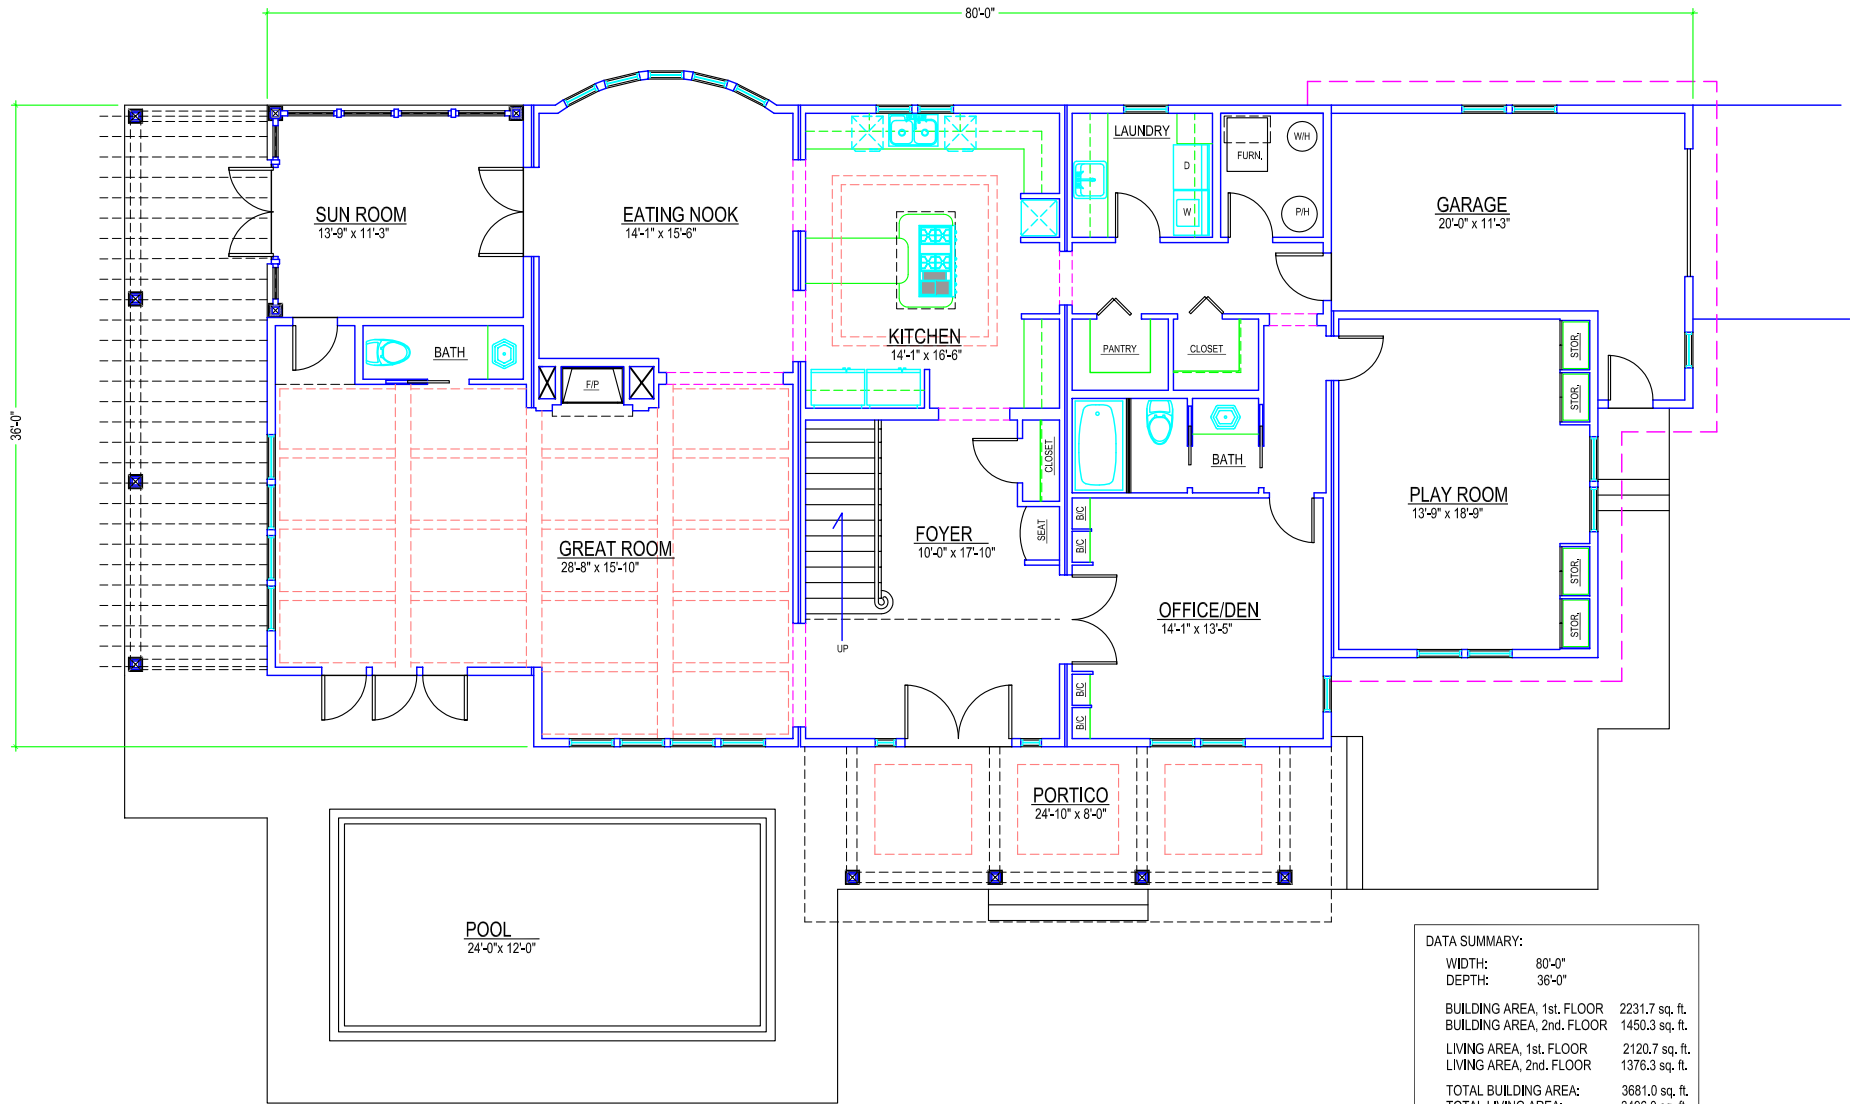 80'-0"
36'-0"
SUN ROOM
13'-9" x 11'-3"
EATING NOOK
14'-1" x 15'-6"
LAUNDRY
D
W
FURN.
W/H
P/H
GARAGE
20'-0" x 11'-3"
KITCHEN
14'-1" x 16'-6"
BATH
F/P
PANTRY
CLOSET
STOR.
STOR.
CLOSET
BATH
SEAT
B/C
B/C
PLAY ROOM
13'-9" x 18'-9"
FOYER
10'-0" x 17'-10"
GREAT ROOM
28'-8" x 15'-10"
STOR.
STOR.
OFFICE/DEN
14'-1" x 13'-5"
UP
B/C
B/C
PORTICO
24'-10" x 8'-0"
POOL
24'-0"x 12'-0"
DATA SUMMARY:
WIDTH: 80'-0"
DEPTH: 36'-0"
BUILDING AREA, 1st. FLOOR 2231.7 sq. ft.
BUILDING AREA, 2nd. FLOOR 1450.3 sq. ft.
LIVING AREA, 1st. FLOOR 2120.7 sq. ft.
LIVING AREA, 2nd. FLOOR 1376.3 sq. ft.
TOTAL BUILDING AREA: 3681.0 sq. ft.
TOTAL LIVING AREA: sq. ft.